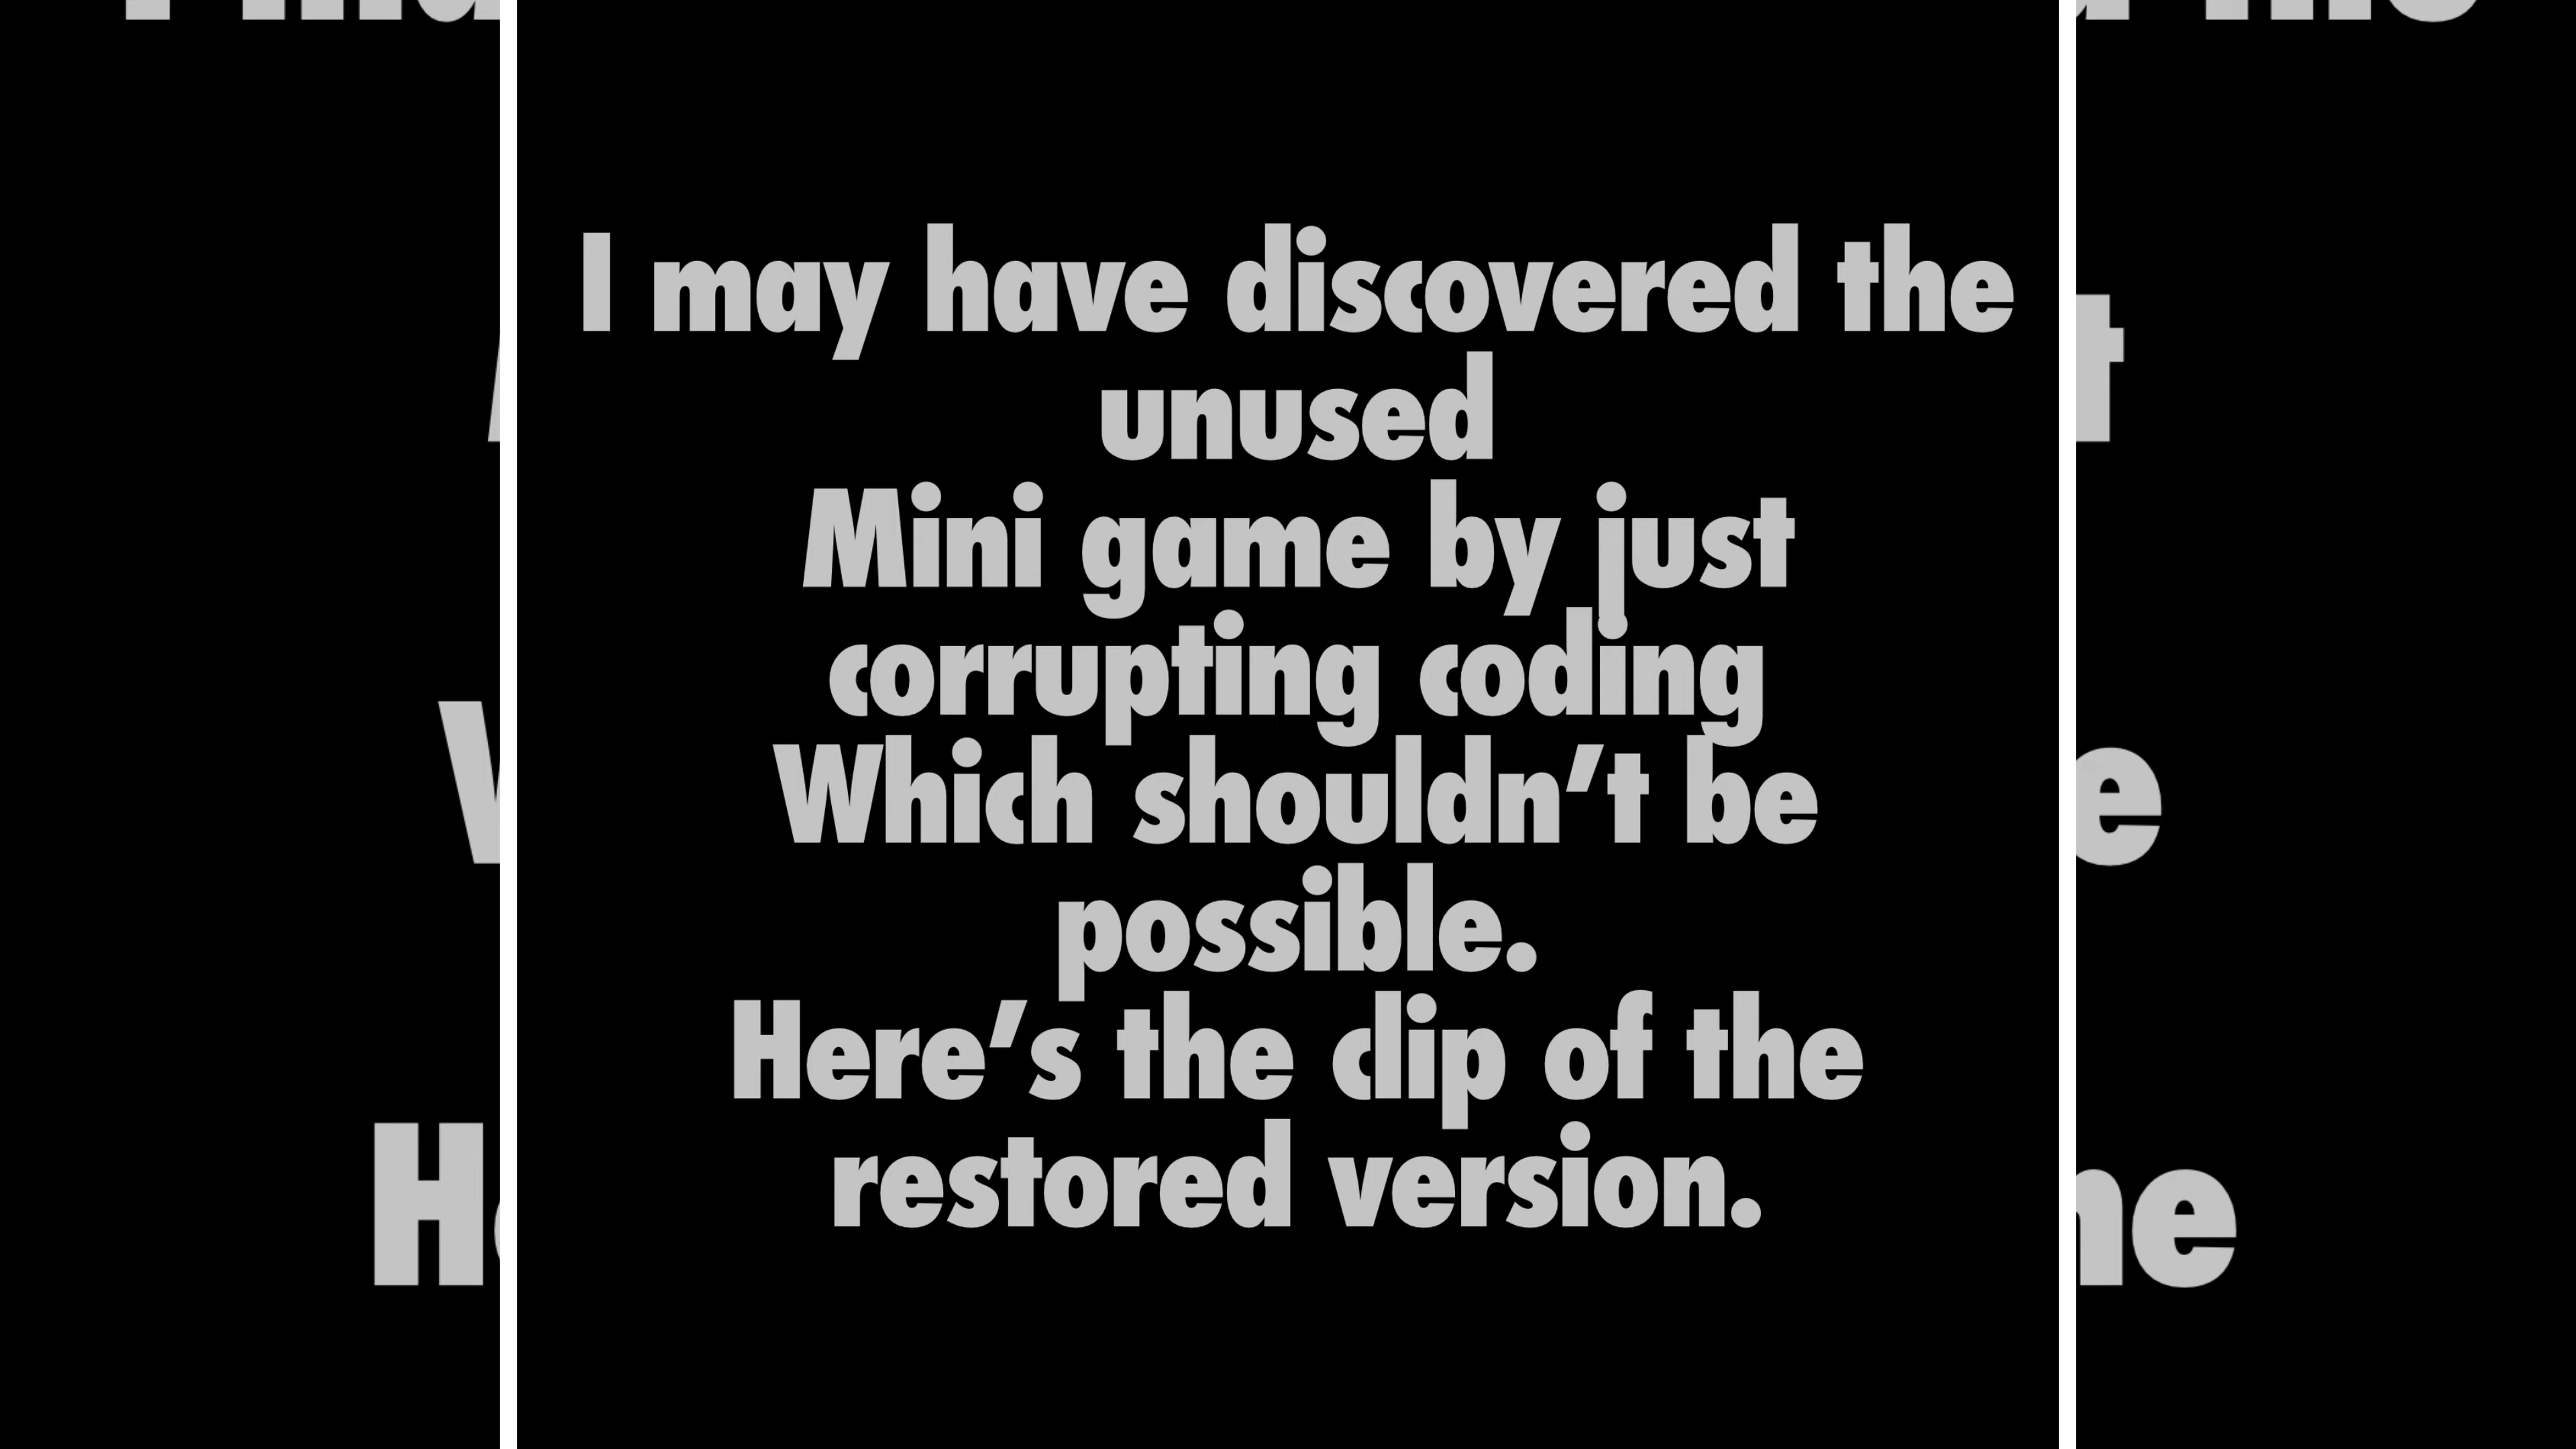 I may have discovered the
unused
Mini game by just
corrupting coding
Which shouldn't be
possible.
Here's the clip of the
restored version.